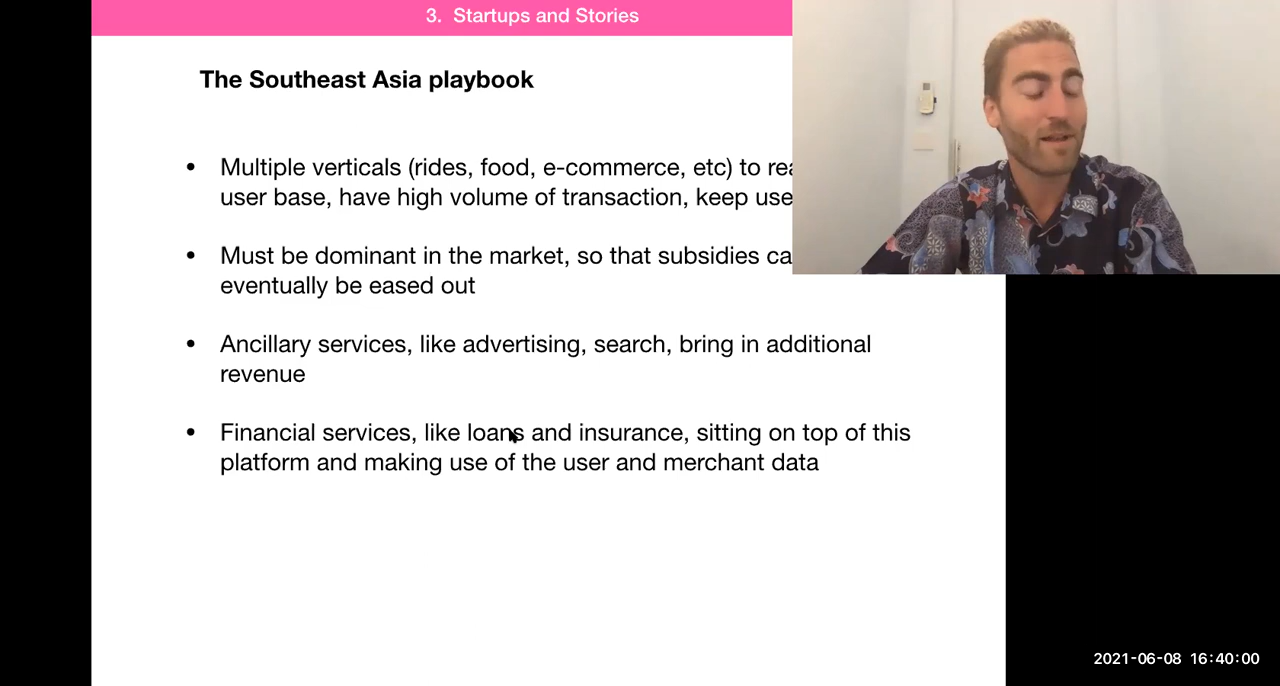 3. Startups and Stories
The Southeast Asia playbook
• Multiple verticals (rides, food, e-commerce, etc) to
user base, have high volume of transaction, keep
• Must be dominant in the market, so that subsidies
eventually be eased out
• Ancillary services, like advertising, search, bring in additional
revenue
• Financial services, like loans and insurance, sitting on top of this
platform and making use of the user and merchant data
2021-06-08 16:40:00